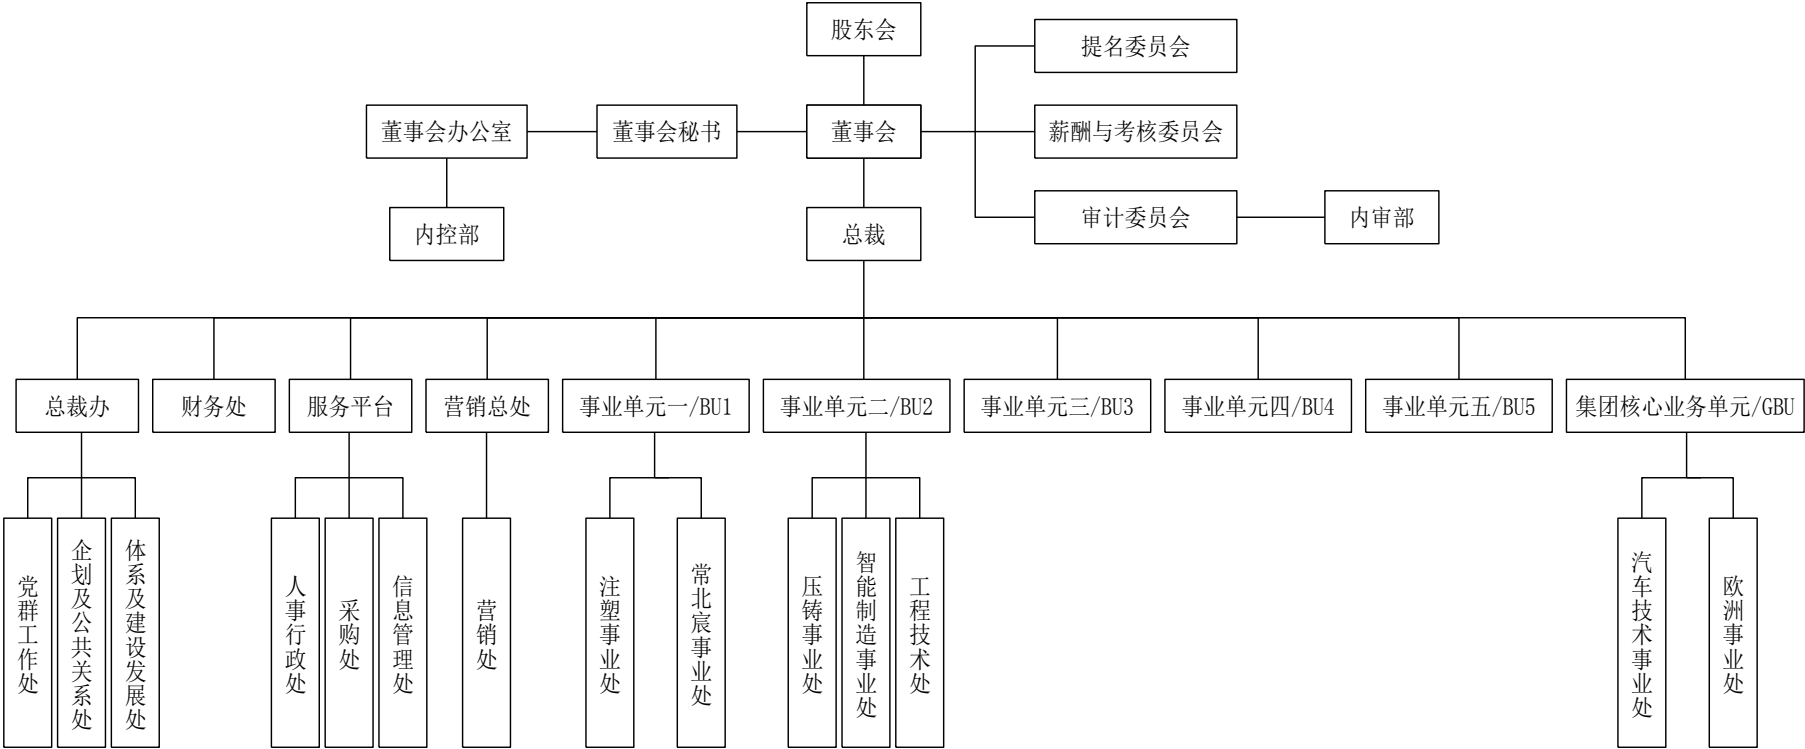 股东会
提名委员会
董事会办公室
董事会秘书
董事会
薪酬与考核委员会
内控部
总裁
审计委员会
内审部
总裁办
财务处
服务平台
营销总处
事业单元一/BU1
事业单元二/BU2
事业单元三/BU3
事业单元四/BU4
事业单元五/BU5
集团核心业务单元/GBU
党群工作处
企划及公共关系处
体系及建设发展处
人事行政处
采购处
信息管理处
营销处
注塑事业处
常北宸事业处
压铸事业处
智能制造事业处
工程技术处
汽车技术事业处
欧洲事业处